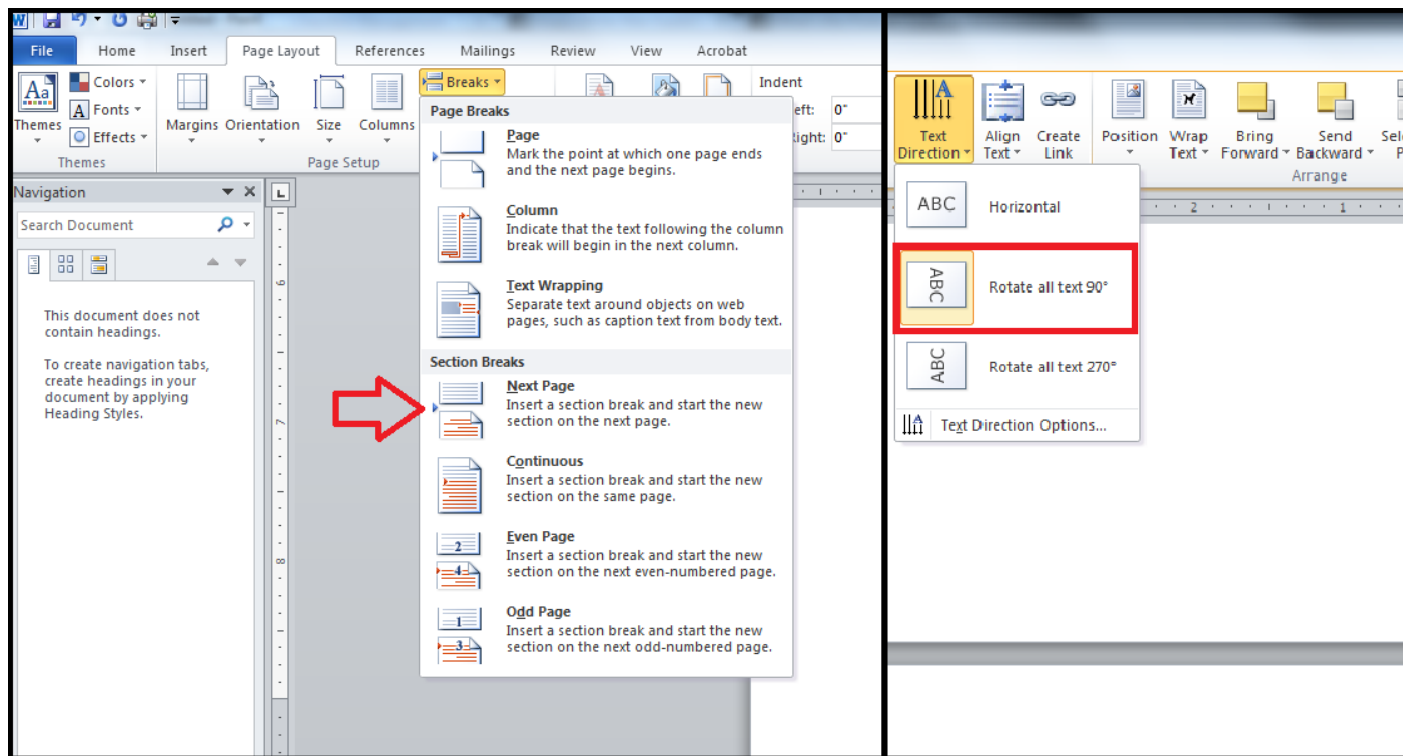 File Home Insert Page Layout References Mailings Review View Acrobat
Colors
Fonts
Effects
Themes
Themes
Margins Orientation Size Columns
Page Setup
Breaks
Indent
eft: 0"
ight: 0"
Navigation
Search Document
This document does not
contain headings.
To create navigation tabs,
create headings in your
document by applying
Heading Styles.
Page Breaks
Page
Mark the point at which one page ends
and the next page begins.
Column
Indicate that the text following the column
break will begin in the next column.
Text Wrapping
Separate text around objects on web
pages, such as caption text from body text.
Section Breaks
Next Page
Insert a section break and start the new
section on the next page.
Continuous
Insert a section break and start the new
section on the same page.
Even Page
Insert a section break and start the new
section on the next even-numbered page.
Odd Page
Insert a section break and start the new
section on the next odd-numbered page.
6
7
8
Text
Direction
Align
Text
Create
Link
Position
Wrap
Text
Bring
Forward
Send
Backward
Sel
P
Arrange
2 1
ABC Horizontal
ABC Rotate all text 90°
ABC Rotate all text 270°
Text Direction Options...